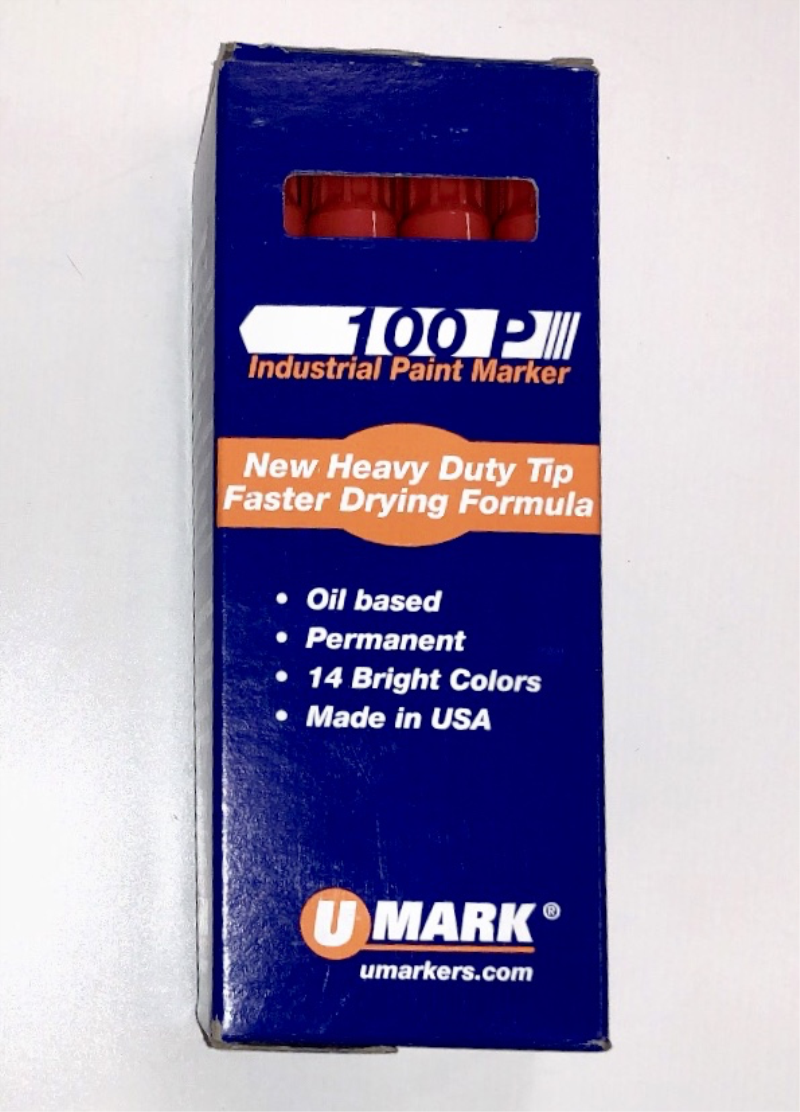 100 P
Industrial Paint Marker
New Heavy Duty Tip
Faster Drying Formula
• Oil based
• Permanent
• 14 Bright Colors
• Made in USA
U MARK ®
umarkers.com